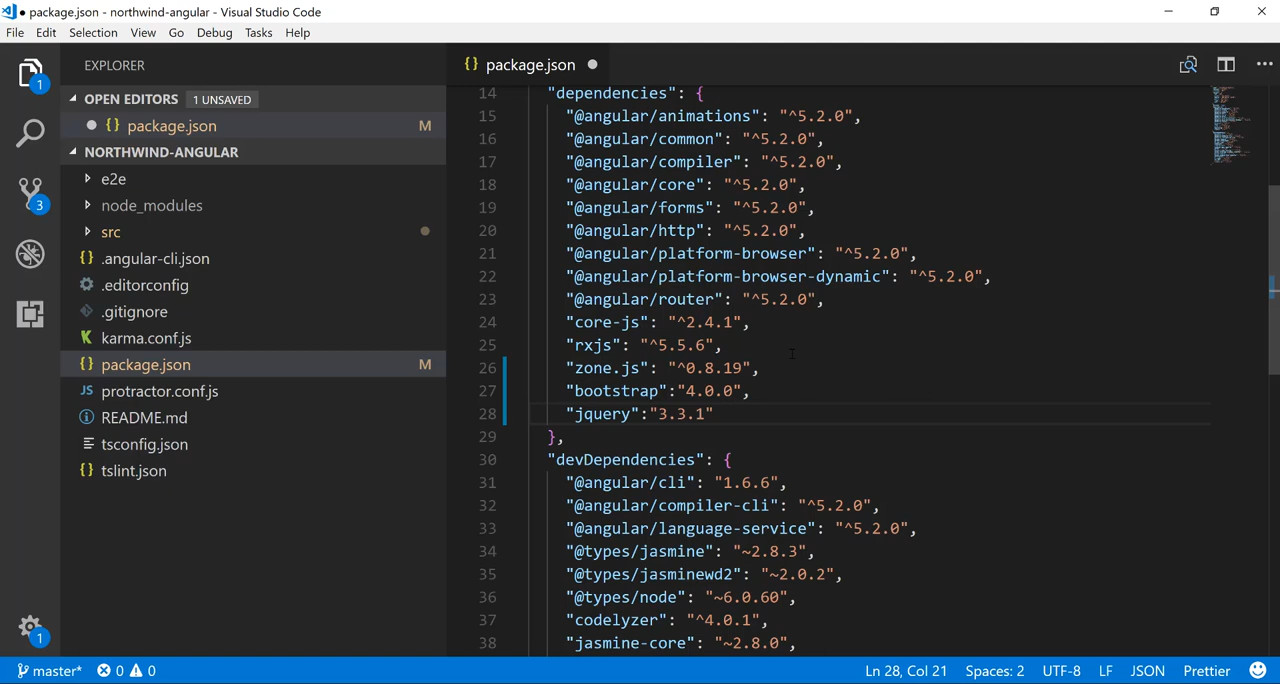 ● package.json - northwind-angular - Visual Studio Code
File Edit Selection View Go Debug Tasks Help
EXPLORER
OPEN EDITORS 1 UNSAVED
{} package.json M
NORTHWIND-ANGULAR
e2e
node_modules
src
{} .angular-cli.json
.editorconfig
.gitignore
karma.conf.js
{} package.json M
JS protractor.conf.js
README.md
tsconfig.json
{} tslint.json
1
3
1
{} package.json
14 "dependencies": {
15 "@angular/animations": "^5.2.0",
16 "@angular/common": "^5.2.0",
17 "@angular/compiler": "^5.2.0",
18 "@angular/core": "^5.2.0",
19 "@angular/forms": "^5.2.0",
20 "@angular/http": "^5.2.0",
21 "@angular/platform-browser": "^5.2.0",
22 "@angular/platform-browser-dynamic": "^5.2.0",
23 "@angular/router": "^5.2.0",
24 "core-js": "^2.4.1",
25 "rxjs": "^5.5.6",
26 "zone.js": "^0.8.19",
27 "bootstrap":"4.0.0",
28 "jquery":"3.3.1"
29 },
30 "devDependencies": {
31 "@angular/cli": "1.6.6",
32 "@angular/compiler-cli": "^5.2.0",
33 "@angular/language-service": "^5.2.0",
34 "@types/jasmine": "~2.8.3",
35 "@types/jasminewd2": "~2.0.2",
36 "@types/node": "~6.0.60",
37 "codelyzer": "^4.0.1",
38 "jasmine-core": "~2.8.0",
master* 0 0 Ln 28, Col 21 Spaces: 2 UTF-8 LF JSON Prettier